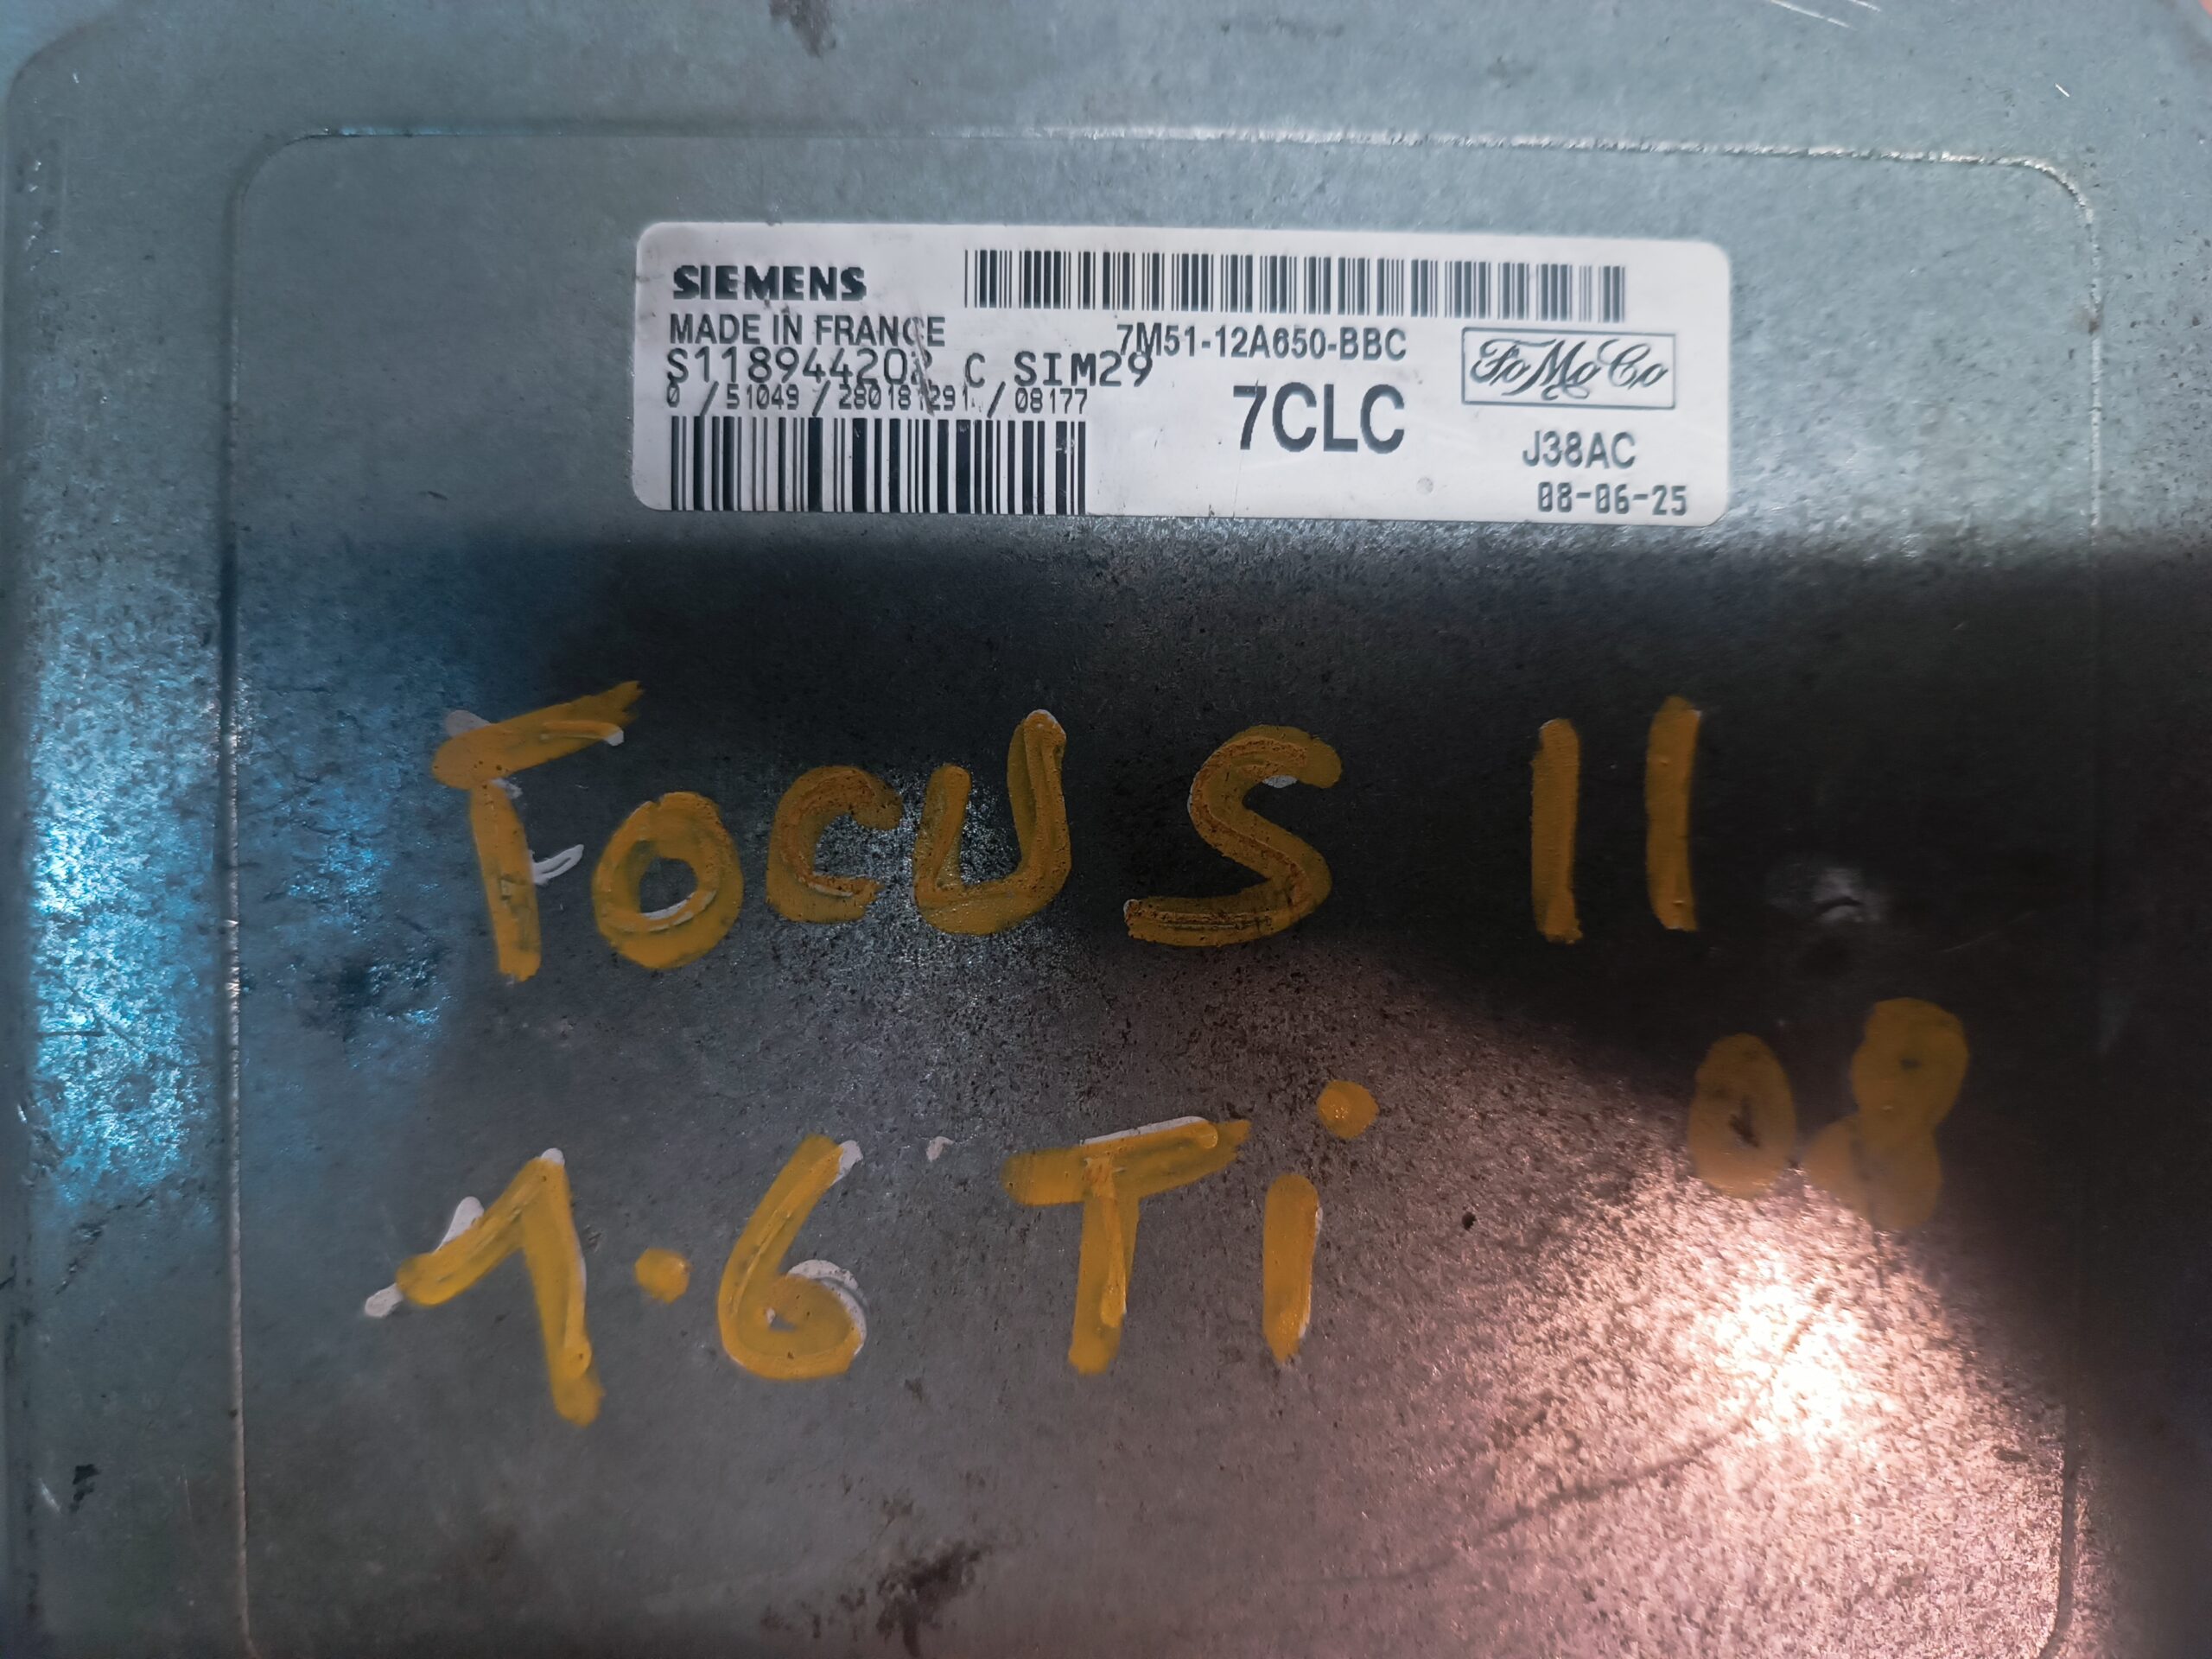 SIEMENS
MADE IN FRANCE
7M51-12A650-BBC
FoMoCo
S118944202 C SIM29
0 /51049 /280181291 /08177
7CLC
J38AC
08-06-25
FOCUS II
08
1.6 Ti